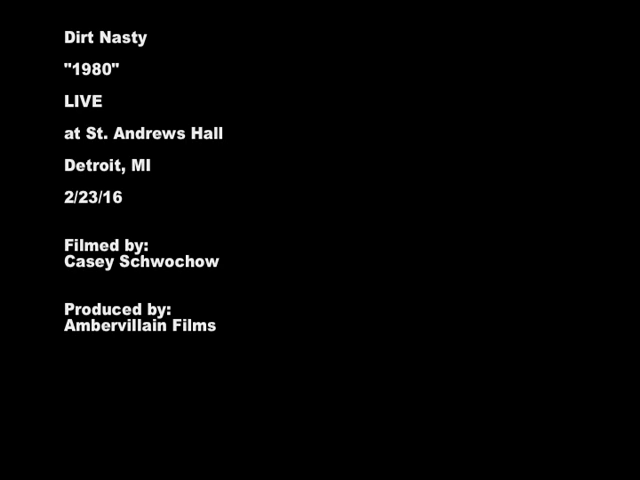 Dirt Nasty
"1980"
LIVE
at St. Andrews Hall
Detroit, MI
2/23/16
Filmed by:
Casey Schwochow
Produced by:
Ambervillain Films